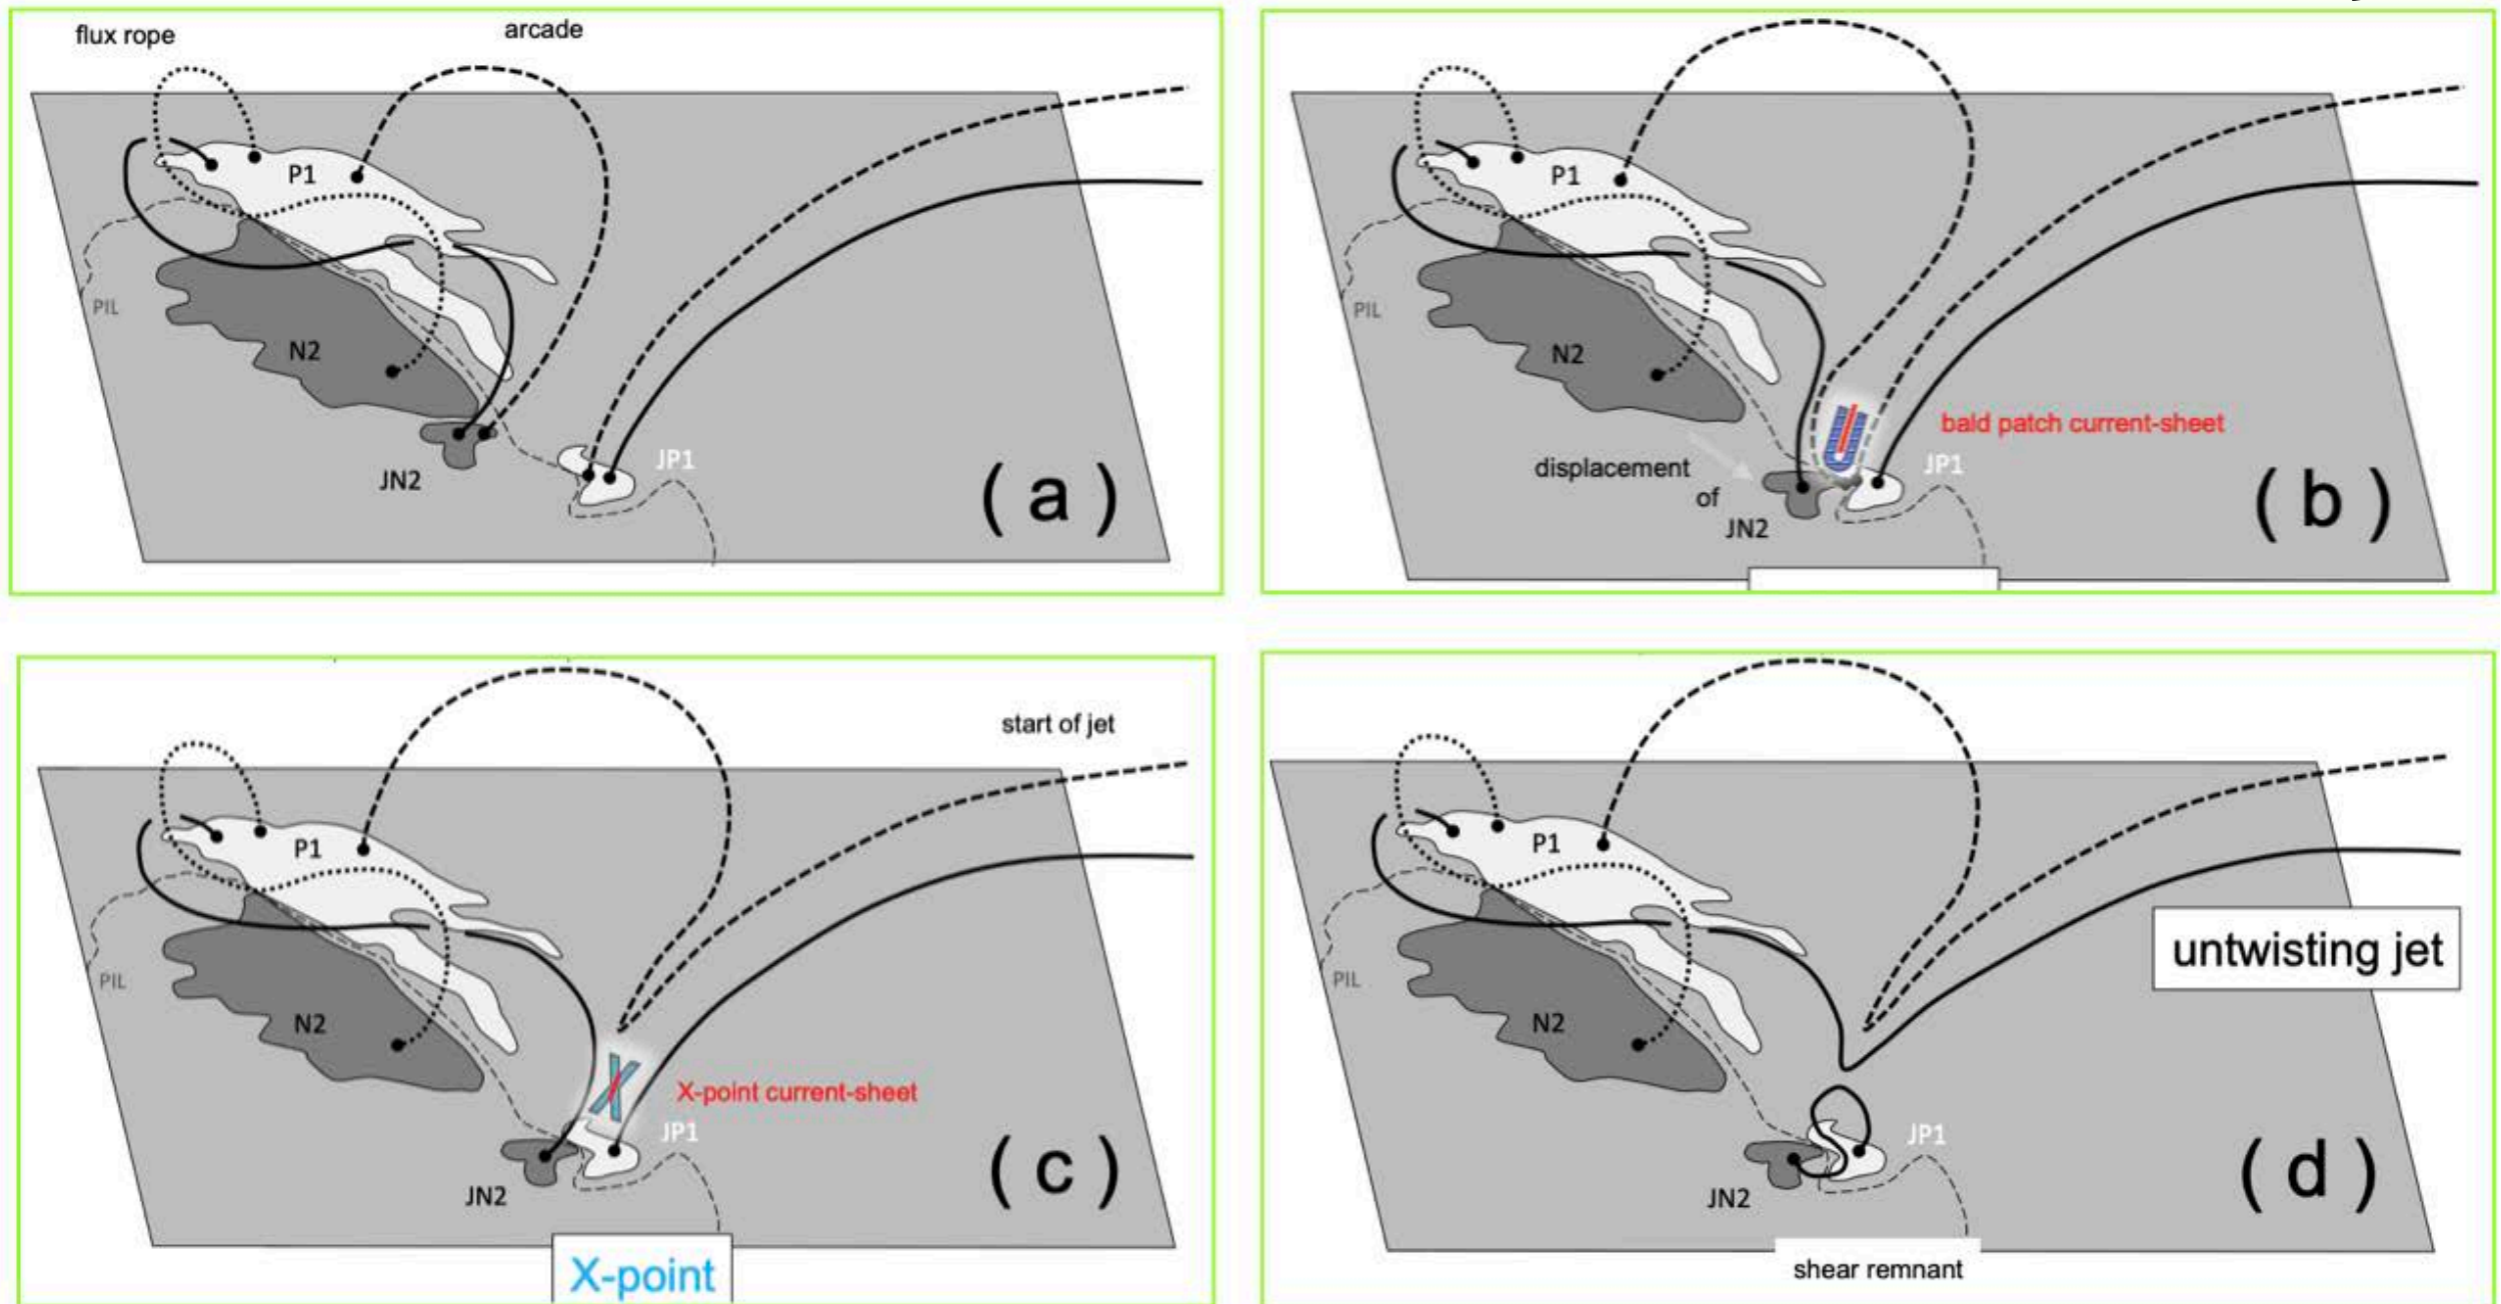 flux rope
arcade
P1
PIL
N2
JP1
JN2
( a )
P1
PIL
N2
bald patch current-sheet
displacement
of
JN2
JP1
( b )
start of jet
P1
PIL
N2
X-point current-sheet
JP1
JN2
( c )
X-point
P1
untwisting jet
PIL
N2
JP1
JN2
( d )
shear remnant